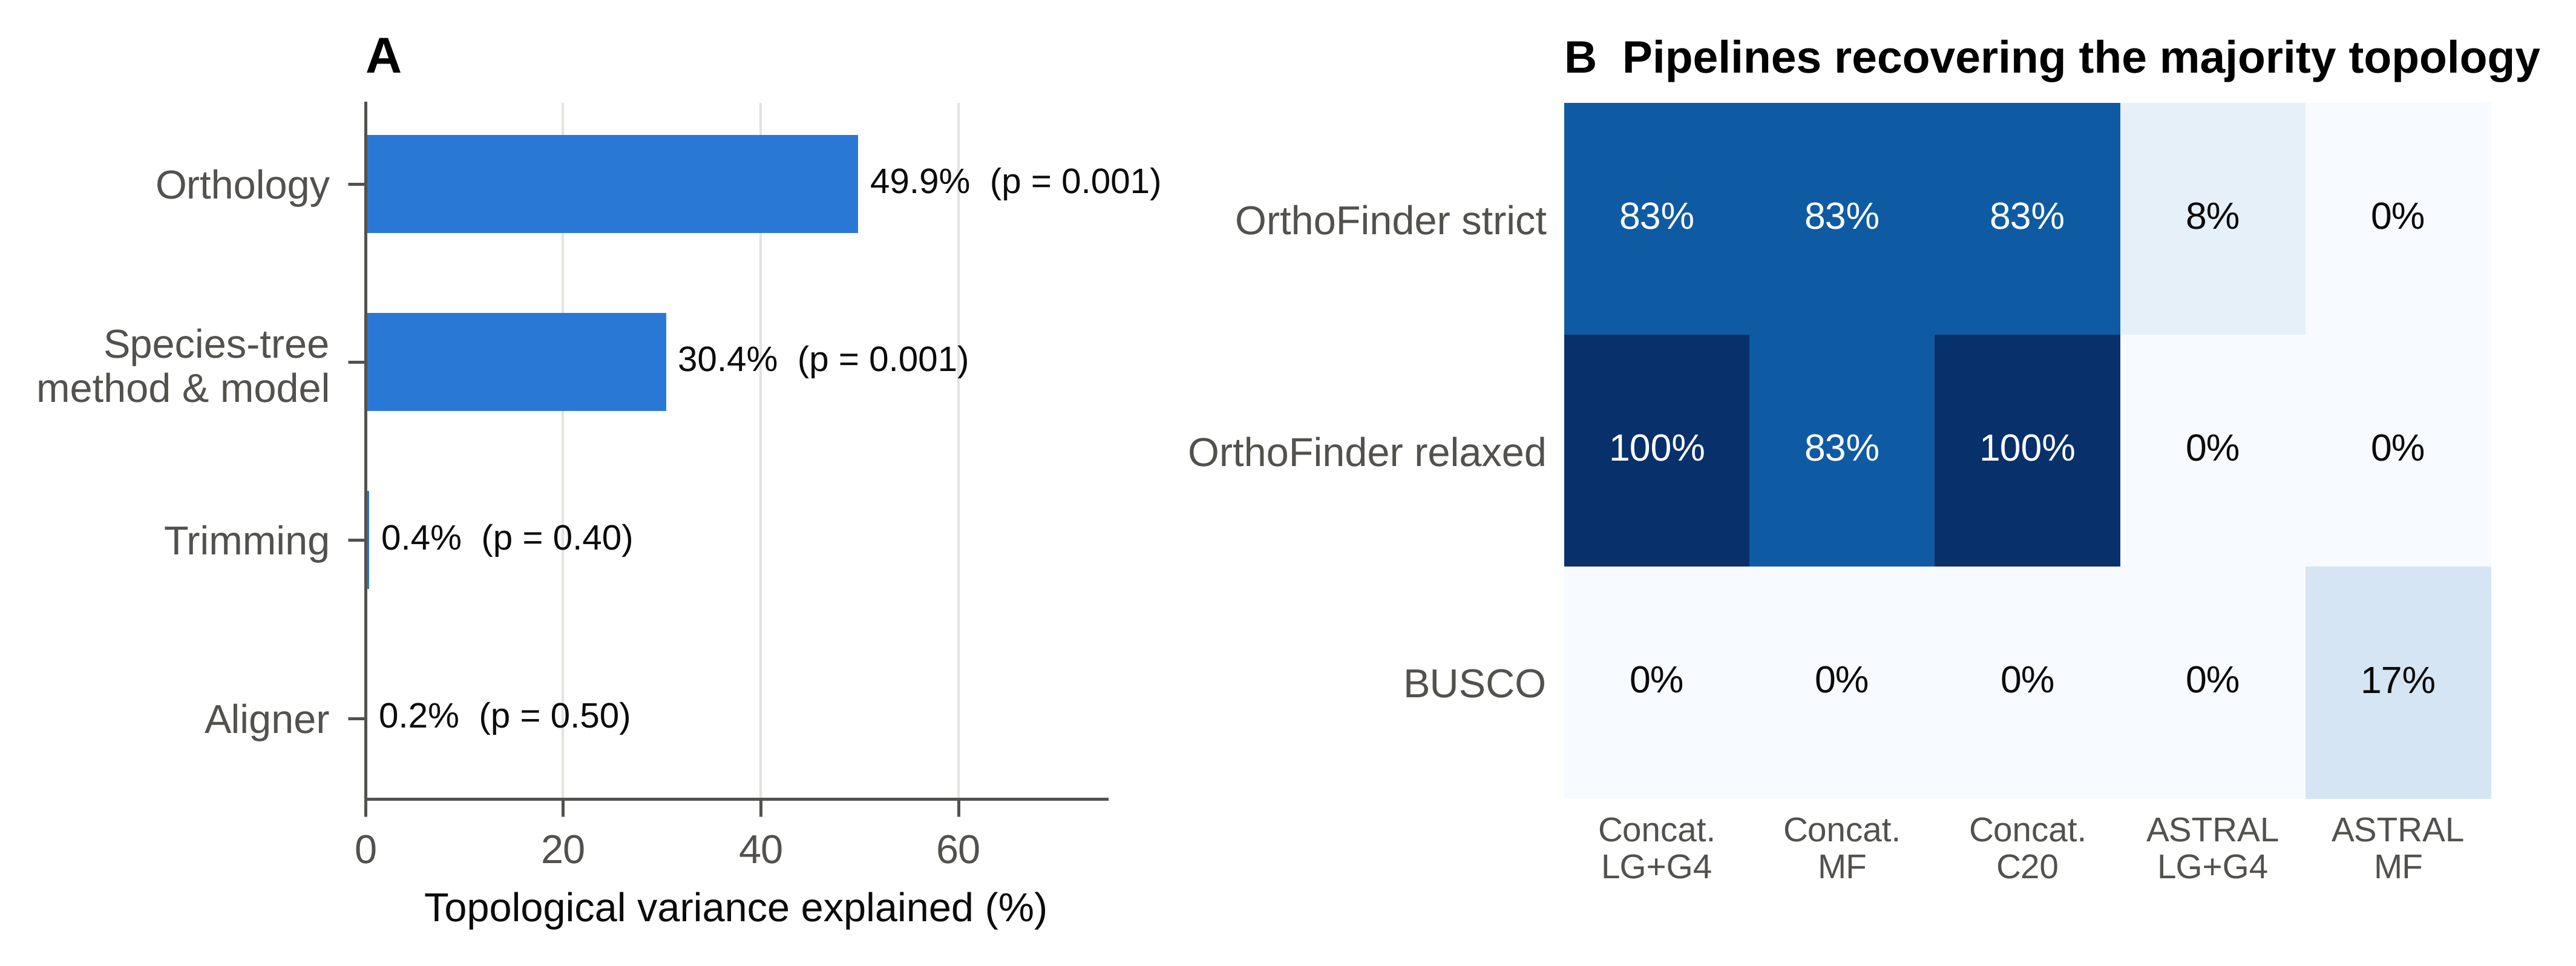 A
Orthology
49.9% (p = 0.001)
Species-tree
method & model
30.4% (p = 0.001)
Trimming
0.4% (p = 0.40)
Aligner
0.2% (p = 0.50)
0 20 40 60
Topological variance explained (%)
B Pipelines recovering the majority topology
OrthoFinder strict 83% 83% 83% 8% 0%
OrthoFinder relaxed 100% 83% 100% 0% 0%
BUSCO 0% 0% 0% 0% 17%
Concat. Concat. Concat. ASTRAL ASTRAL
LG+G4 MF C20 LG+G4 MF